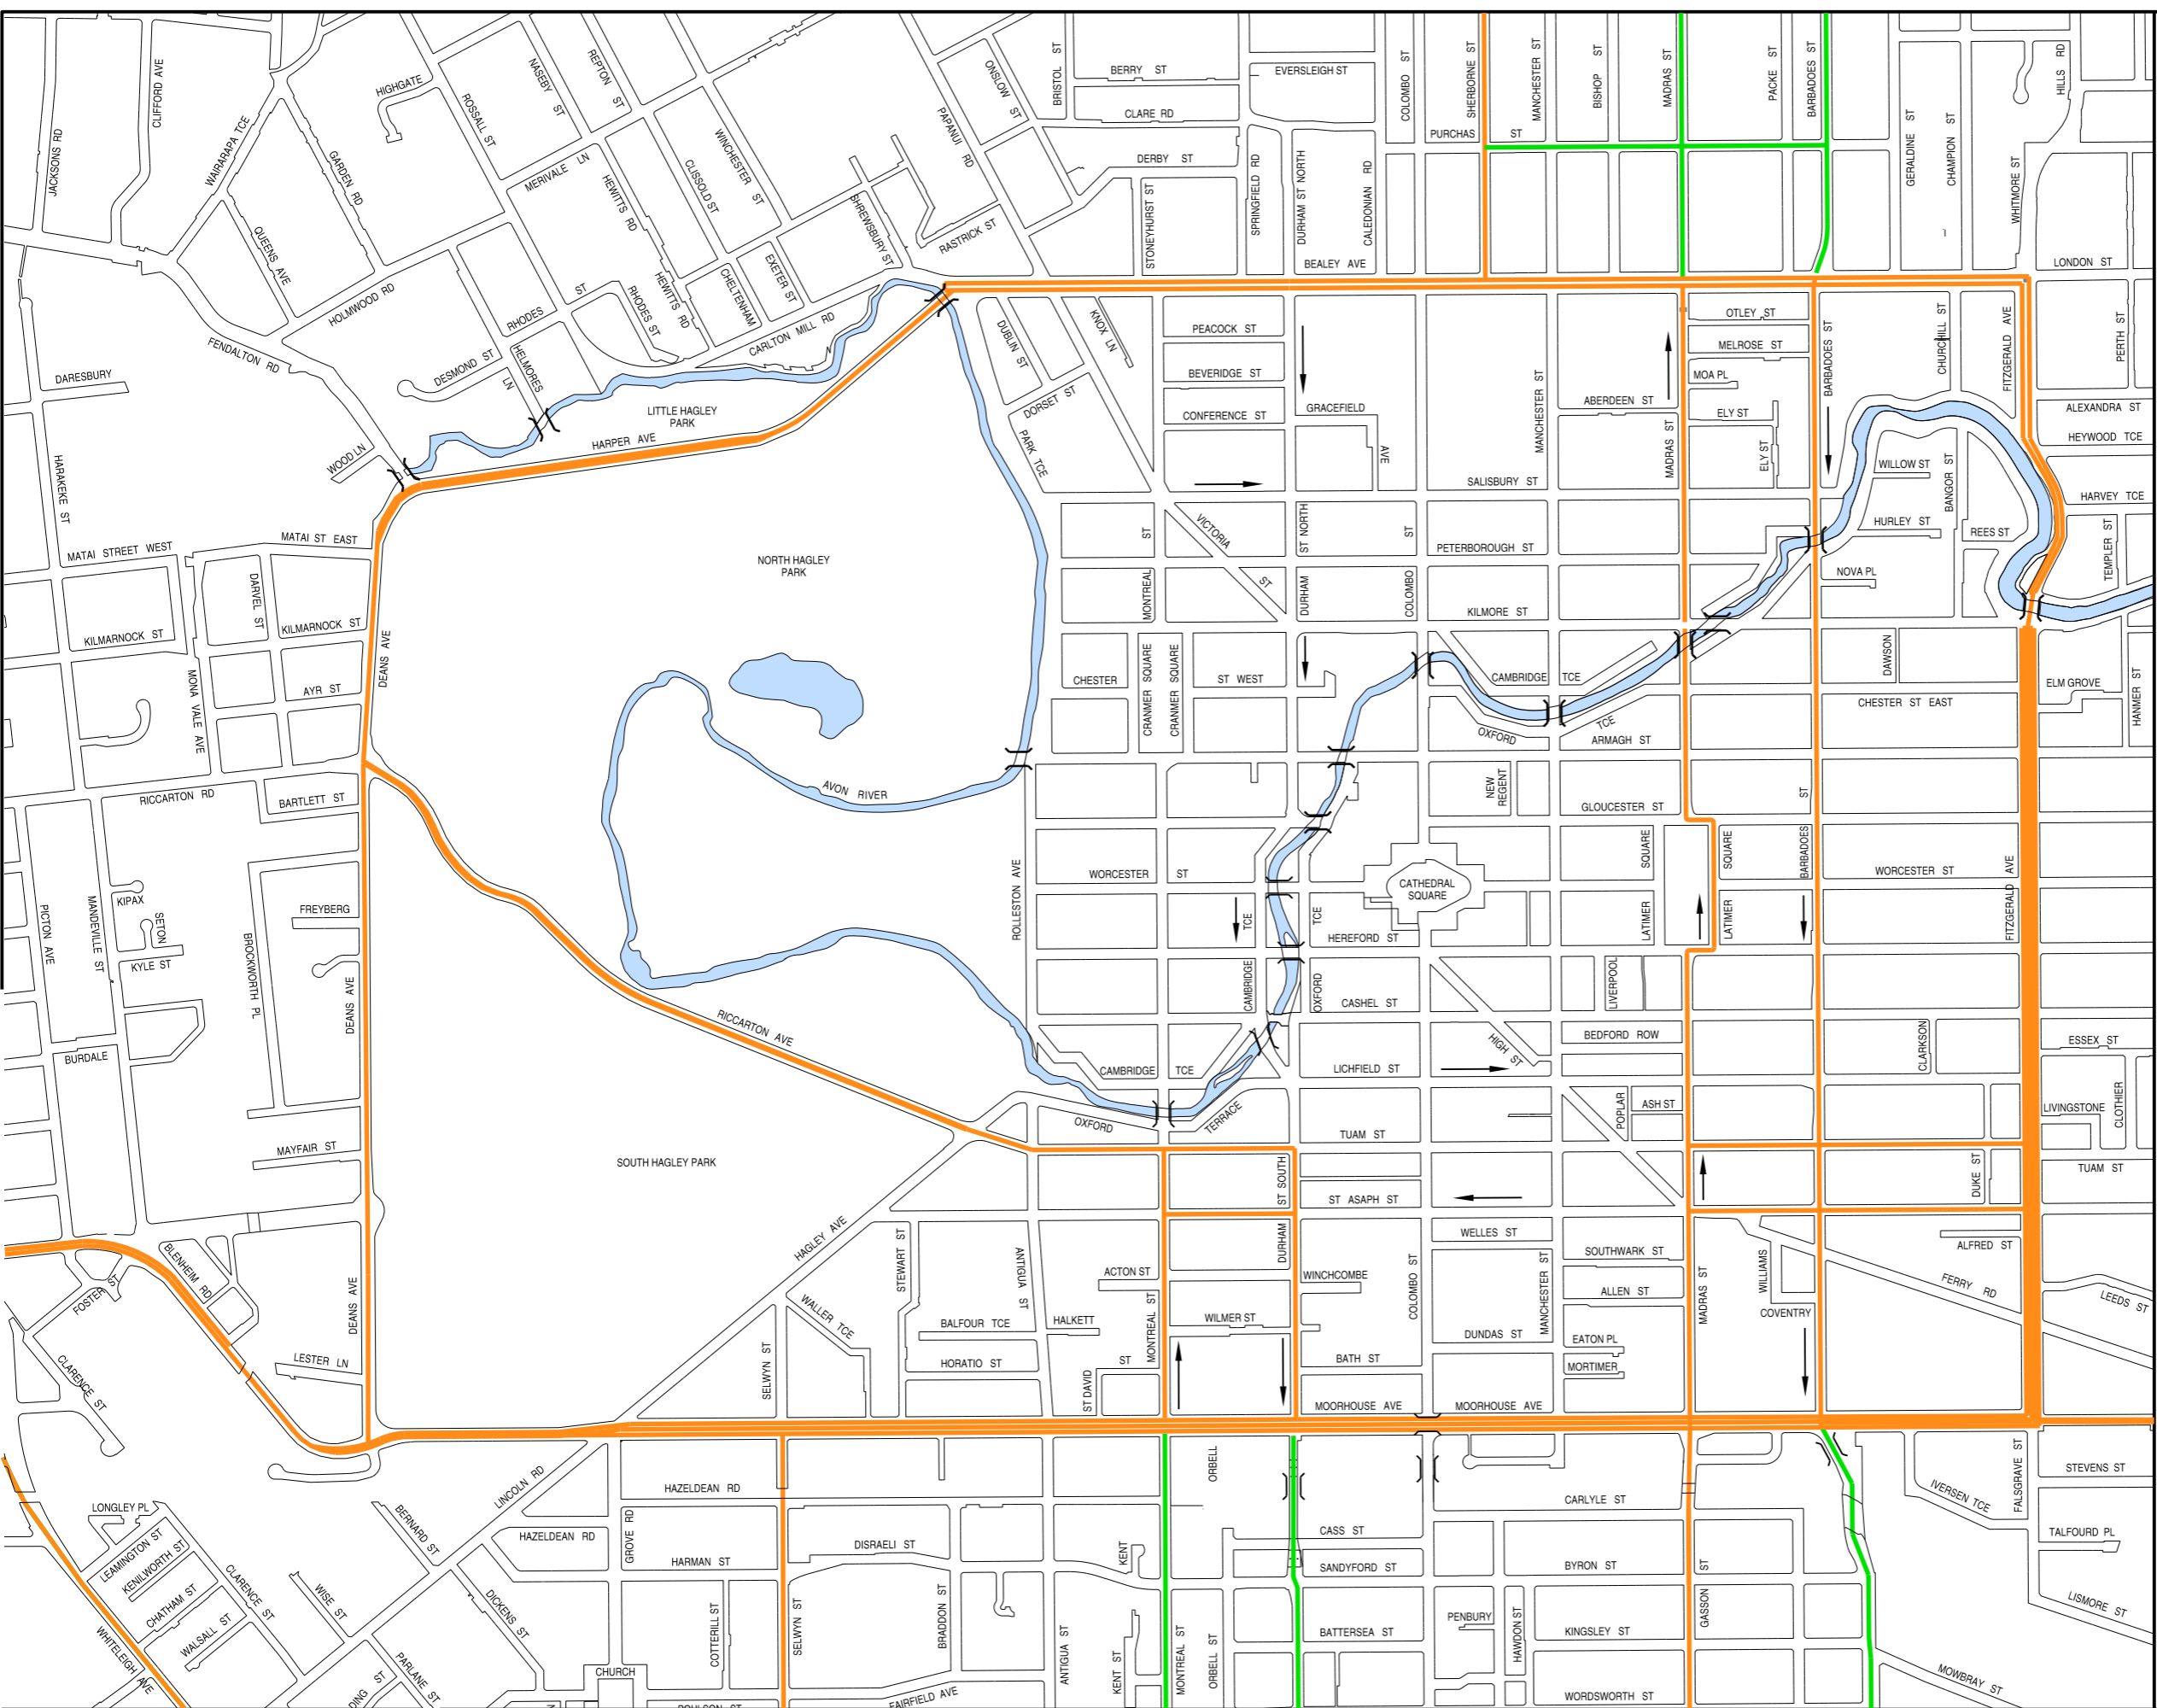 JACKSONS RD
CLIFFORD AVE
WAIRARAPA TCE
HIGHGATE
GARDEN RD
QUEENS AVE
ROSSALL ST
NASEBY ST
REPTON ST
MERIVALE LN
HEWITTS RD
CLISSOLD ST
WINCHESTER ST
SHREWSBURY ST
PAPANUI RD
ONSLOW ST
RASTRICK ST
BRISTOL ST
BERRY ST
CLARE RD
DERBY ST
STONEYHURST ST
SPRINGFIELD RD
EVERSLEIGH ST
DURHAM ST NORTH
CALEDONIAN RD
BEALEY AVE
COLOMBO ST
SHERBORNE ST
PURCHAS ST
MANCHESTER ST
BISHOP ST
MADRAS ST
PACKE ST
BARBADOES ST
GERALDINE ST
CHAMPION ST
WHITMORE ST
HILLS RD
LONDON ST
HOLMWOOD RD
FENDALTON RD
RHODES ST
RHODES ST
HEWITTS RD
CHELTENHAM
EXETER ST
CARLTON MILL RD
DESMOND ST
HELMORES LN
DARESBURY
HARAKEKE ST
WOOD LN
LITTLE HAGLEY
PARK
HARPER AVE
DUBLIN ST
KNOX LN
DORSET ST
PARK TCE
PEACOCK ST
BEVERIDGE ST
CONFERENCE ST
GRACEFIELD
AVE
MANCHESTER ST
ABERDEEN ST
MADRAS ST
OTLEY ST
MELROSE ST
MOA PL
ELY ST
ELY ST
BARBADOES ST
CHURCHILL ST
FITZGERALD AVE
PERTH ST
ALEXANDRA ST
HEYWOOD TCE
HARVEY TCE
SALISBURY ST
WILLOW ST
BANGOR ST
HURLEY ST
REES ST
TEMPLER ST
NOVA PL
MATAI STREET WEST
MATAI ST EAST
NORTH HAGLEY
PARK
ST
VICTORIA
ST
ST NORTH
ST
PETERBOROUGH ST
KILMARNOCK ST
DARVEL ST
KILMARNOCK ST
DEANS AVE
AYR ST
MONA VALE AVE
MONTREAL
DURHAM
COLOMBO
KILMORE ST
CHESTER
CRANMER SQUARE
CRANMER SQUARE
ST WEST
CAMBRIDGE TCE
OXFORD TCE
ARMAGH ST
DAWSON
CHESTER ST EAST
ELM GROVE
HANMER ST
RICCARTON RD
BARTLETT ST
AVON RIVER
NEW
REGENT
GLOUCESTER ST
ST
PICTON AVE
MANDEVILLE ST
KIPAX
SETON
KYLE ST
FREYBERG
BROCKWORTH PL
DEANS AVE
ROLLESTON AVE
WORCESTER ST
TCE
TCE
CATHEDRAL
SQUARE
HEREFORD ST
SQUARE
LATIMER
SQUARE
LATIMER
BARBADOES
WORCESTER ST
FITZGERALD AVE
CAMBRIDGE
OXFORD
CASHEL ST
LIVERPOOL
RICCARTON AVE
BURDALE
CAMBRIDGE TCE
LICHFIELD ST
HIGH ST
BEDFORD ROW
CLARKSON
ESSEX ST
OXFORD
TERRACE
TUAM ST
POPLAR
ASH ST
LIVINGSTONE
CLOTHIER
MAYFAIR ST
SOUTH HAGLEY PARK
ST SOUTH
ST ASAPH ST
DUKE ST
TUAM ST
HAGLEY AVE
STEWART ST
ANTIGUA ST
ACTON ST
DURHAM
WINCHCOMBE
COLOMBO ST
WELLES ST
SOUTHWARK ST
MANCHESTER ST
ALLEN ST
MADRAS ST
WILLIAMS
ALFRED ST
FERRY RD
LEEDS ST
BLENHEIM RD
FOSTER ST
DEANS AVE
LESTER LN
CLARENCE ST
WALLER TCE
SELWYN ST
BALFOUR TCE
HORATIO ST
HALKETT
ST
ST DAVID
MONTREAL ST
WILMER ST
BATH ST
DUNDAS ST
EATON PL
MORTIMER
COVENTRY
MOORHOUSE AVE
MOORHOUSE AVE
LONGLEY PL
LEAMINGTON ST
KENILWORTH ST
CHATHAM ST
WALSALL ST
WHITELEIGH AVE
CLARENCE ST
BERNARD ST
LINCOLN RD
WISE ST
DICKENS ST
PARLANE ST
DING ST
HAZELDEAN RD
HAZELDEAN RD
GROVE RD
HARMAN ST
CHURCH
COTTERILL ST
SELWYN ST
DISRAELI ST
BRADDON ST
FAIRFIELD AVE
ANTIGUA ST
KENT
KENT ST
MONTREAL ST
ORBELL
ORBELL ST
CASS ST
SANDYFORD ST
BATTERSEA ST
CARLYLE ST
BYRON ST
PENBURY
HAWDON ST
KINGSLEY ST
WORDSWORTH ST
ST
GASSON
IVERSEN TCE
FALSGRAVE ST
STEVENS ST
TALFOURD PL
LISMORE ST
MOWBRAY ST